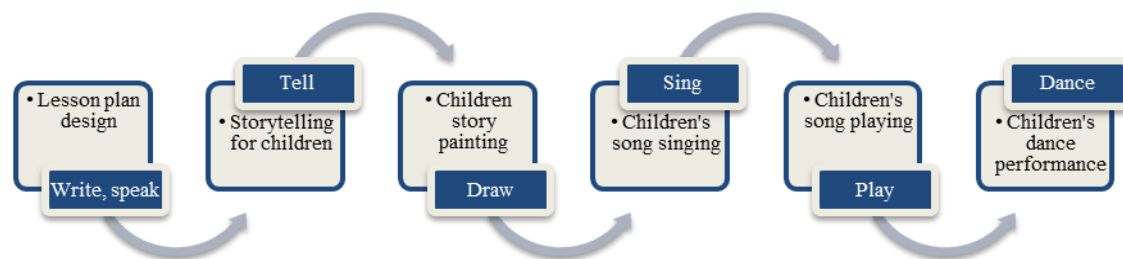 • Lesson plan
design
Write, speak
Tell
• Storytelling
for children
• Children
story
painting
Draw
Sing
• Children's
song singing
• Children's
song playing
Play
Dance
• Children's
dance
performance